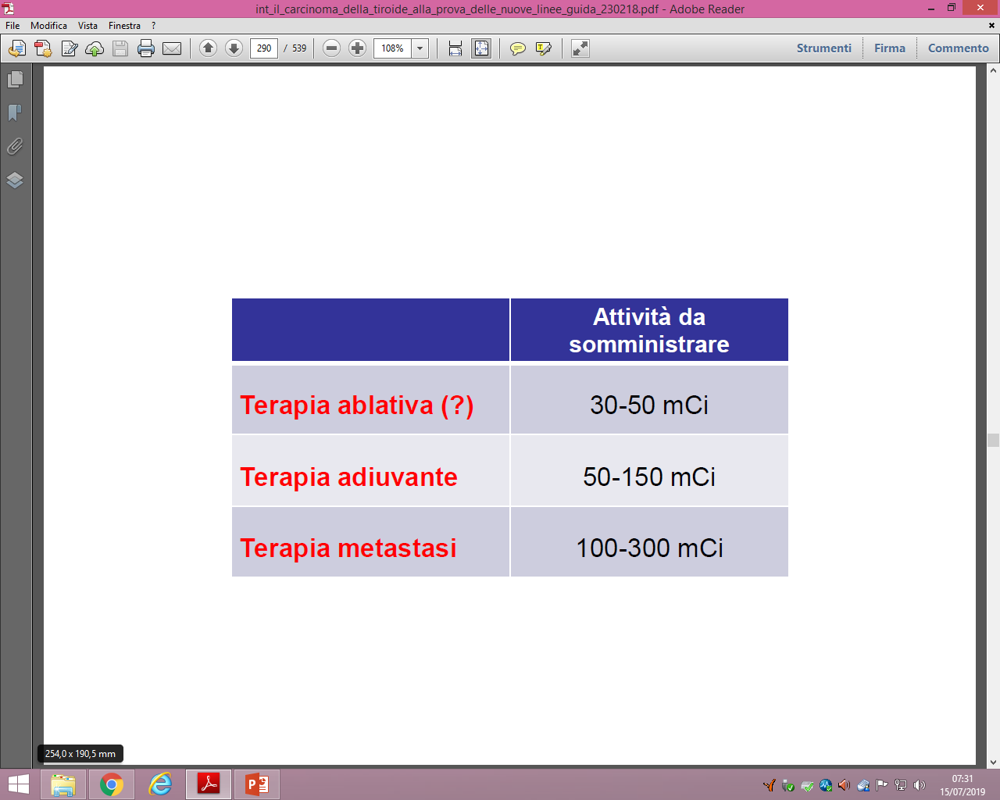 int_il_carcinoma_della_tiroide_alla_prova_delle_nuove_linee_guida_230218.pdf - Adobe Reader
File Modifica Vista Finestra ?
290 / 539 108% Strumenti Firma Commento
Attività da
somministrare
Terapia ablativa (?) 30-50 mCi
Terapia adiuvante 50-150 mCi
Terapia metastasi 100-300 mCi
254,0 x 190,5 mm
07:31
15/07/2019